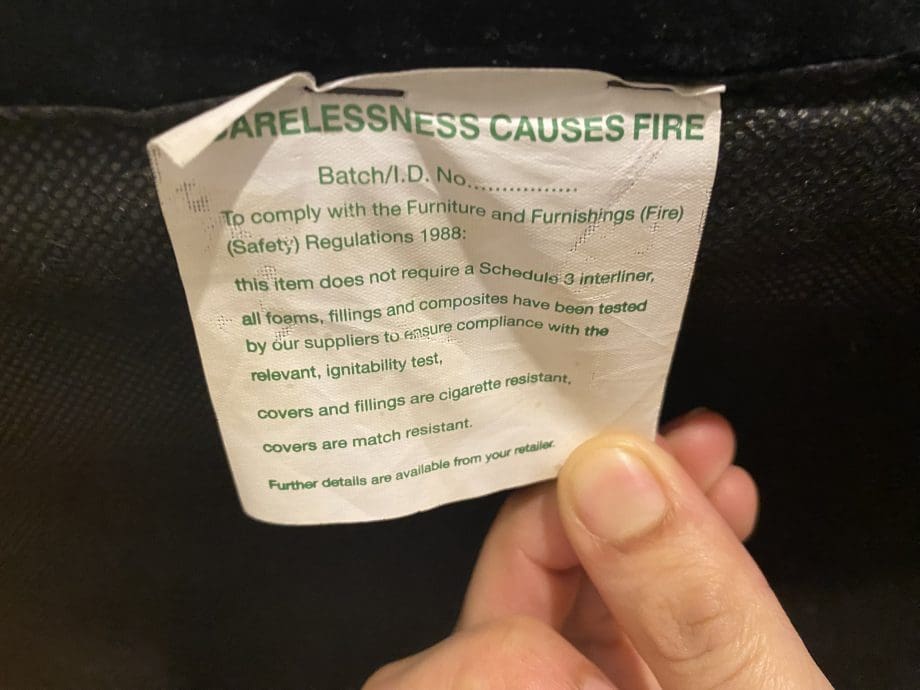 CARELESSNESS CAUSES FIRE
Batch/I.D. No................
To comply with the Furniture and Furnishings (Fire)
(Safety) Regulations 1988:
this item does not require a Schedule 3 interliner,
all foams, fillings and composites have been tested
by our suppliers to ensure compliance with the
relevant, ignitability test,
covers and fillings are cigarette resistant,
covers are match resistant.
Further details are available from your retailer.